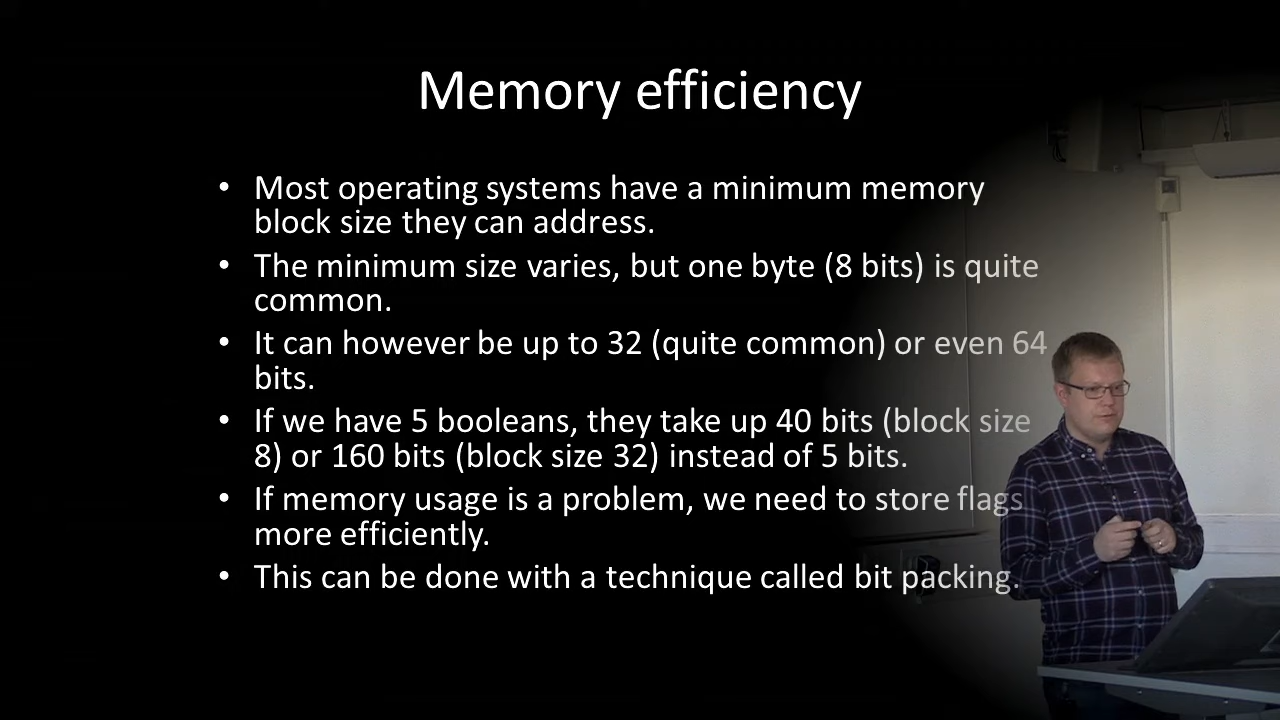 Memory efficiency
• Most operating systems have a minimum memory
block size they can address.
• The minimum size varies, but one byte (8 bits) is quite
common.
• It can however be up to 32 (quite common) or even 64
bits.
• If we have 5 booleans, they take up 40 bits (block size
8) or 160 bits (block size 32) instead of 5 bits.
• If memory usage is a problem, we need to store flags
more efficiently.
• This can be done with a technique called bit packing.